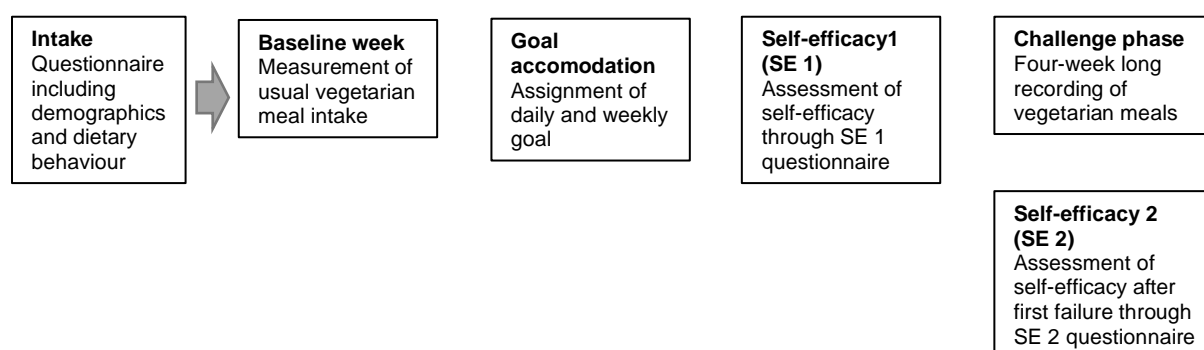 Intake
Questionnaire
including
demographics
and dietary
behaviour
Baseline week
Measurement of
usual vegetarian
meal intake
Goal
accomodation
Assignment of
daily and weekly
goal
Self-efficacy1
(SE 1)
Assessment of
self-efficacy
through SE 1
questionnaire
Challenge phase
Four-week long
recording of
vegetarian meals
Self-efficacy 2
(SE 2)
Assessment of
self-efficacy after
first failure through
SE 2 questionnaire